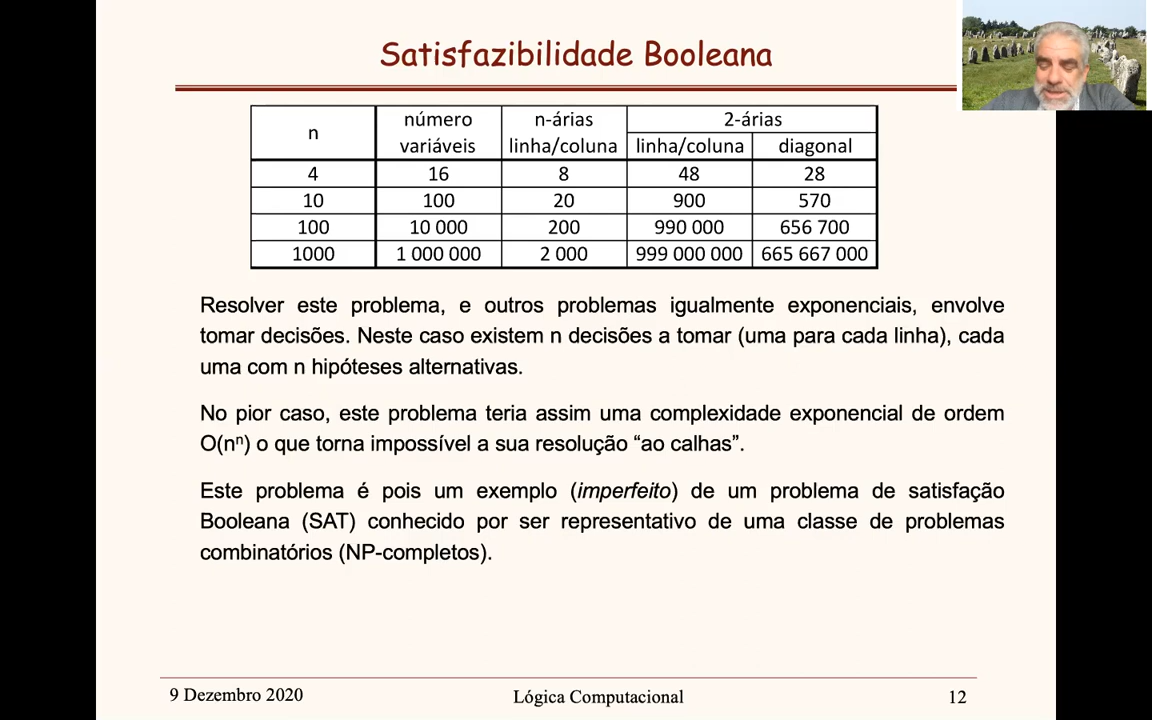 Satisfazibilidade Booleana
n número variáveis n-árias linha/coluna 2-árias linha/coluna diagonal
4 16 8 48 28
10 100 20 900 570
100 10 000 200 990 000 656 700
1000 1 000 000 2 000 999 000 000 665 667 000
Resolver este problema, e outros problemas igualmente exponenciais, envolve
tomar decisões. Neste caso existem n decisões a tomar (uma para cada linha), cada
uma com n hipóteses alternativas.
No pior caso, este problema teria assim uma complexidade exponencial de ordem
O(nⁿ) o que torna impossível a sua resolução “ao calhas”.
Este problema é pois um exemplo (imperfeito) de um problema de satisfação
Booleana (SAT) conhecido por ser representativo de uma classe de problemas
combinatórios (NP-completos).
9 Dezembro 2020 Lógica Computacional 12